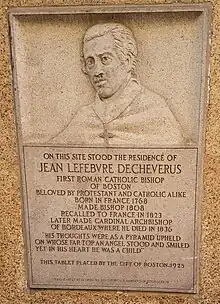 ON THIS SITE STOOD THE RESIDENCE OF
JEAN LEFEBVRE DECHEVERUS
FIRST ROMAN CATHOLIC BISHOP
OF BOSTON
BELOVED BY PROTESTANT AND CATHOLIC ALIKE
BORN IN FRANCE 1768
MADE BISHOP 1808
RECALLED TO FRANCE IN 1823
LATER MADE CARDINAL ARCHBISHOP
OF BORDEAUX WHERE HE DIED IN 1836
"HIS THOUGHTS WERE AS A PYRAMID UPHELD
ON WHOSE FAR TOP AN ANGEL STOOD AND SMILED
YET IN HIS HEART HE WAS A CHILD"
THIS TABLET PLACED BY THE CITY OF BOSTON 1925